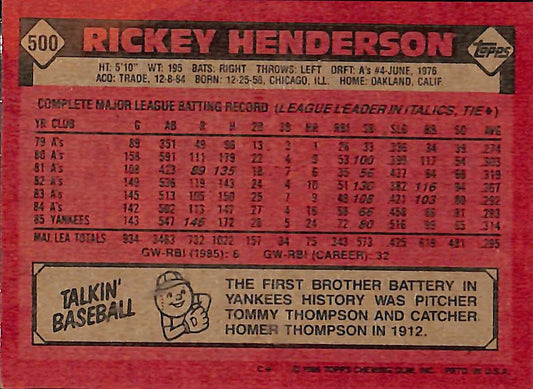 500 RICKEY HENDERSON topps
HT: 5'10" WT: 195 BATS: RIGHT THROWS: LEFT DRFT: A's #4-JUNE, 1976
ACQ: TRADE, 12-8-84 BORN: 12-25-58, CHICAGO, ILL. HOME: OAKLAND, CALIF.
COMPLETE MAJOR LEAGUE BATTING RECORD (LEAGUE LEADER IN ITALICS, TIE♦)
YR CLUB G AB R H 2B 3B HR RBI SB SLG BB SO AVG
79 A's 89 351 49 96 13 3 1 26 33 .336 34 39 .274
80 A's 158 591 111 179 22 4 9 53 100 .399 117 54 .303
81 A's 108 423 89 135 18 7 6 35 56 .437 64 68 .319
82 A's 149 536 119 143 24 4 10 51 130 .382 116 94 .267
83 A's 145 513 105 150 25 7 9 48 108 .421 103 80 .292
84 A's 142 502 113 147 27 4 16 58 66 .458 86 81 .293
85 YANKEES 143 547 146 172 28 5 24 72 80 .516 99 65 .314
MAJ. LEA. TOTALS 934 3463 732 1022 157 34 75 343 573 .425 619 481 .295
GW-RBI (1985): 6 GW-RBI (CAREER): 32
TALKIN' BASEBALL
THE FIRST BROTHER BATTERY IN
YANKEES HISTORY WAS PITCHER
TOMMY THOMPSON AND CATCHER
HOMER THOMPSON IN 1912.
© 1986 TOPPS CHEWING GUM, INC. PRTD. IN U.S.A.